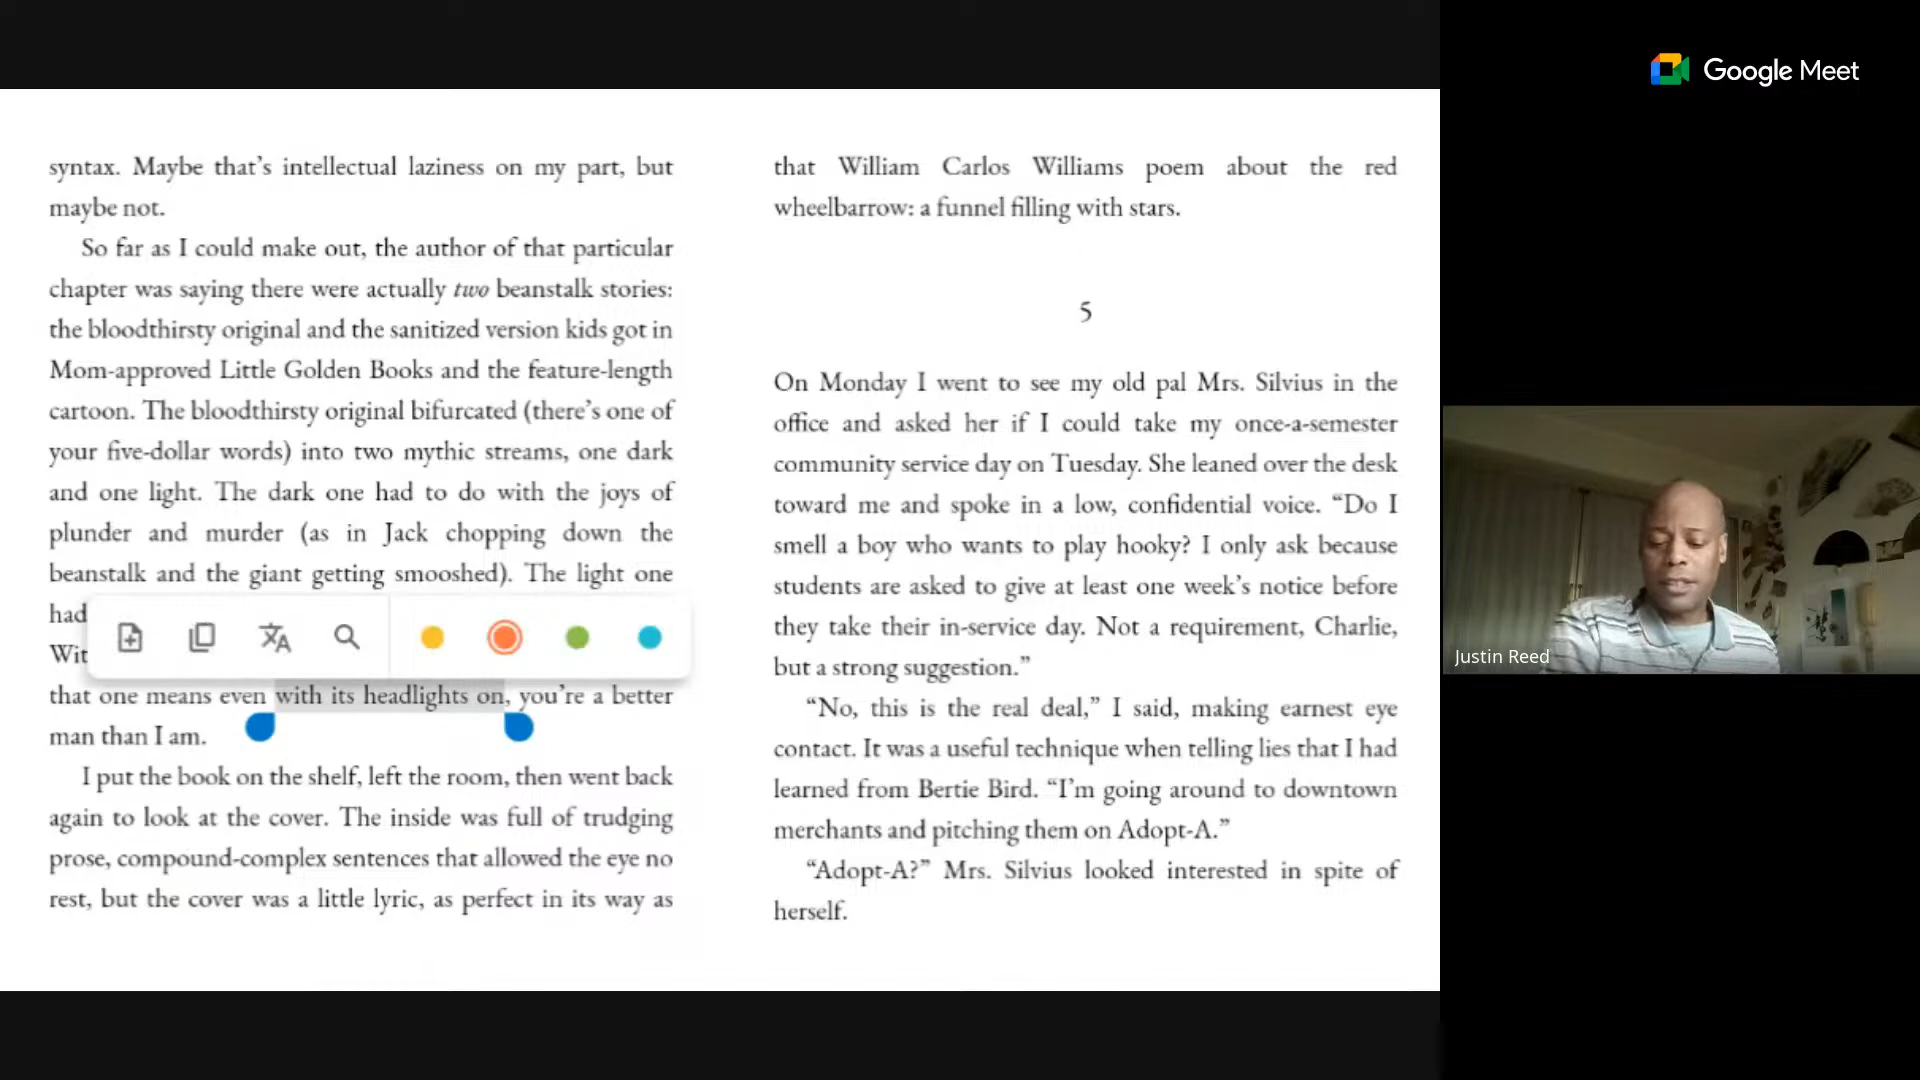 Google Meet
syntax. Maybe that’s intellectual laziness on my part, but
maybe not.
So far as I could make out, the author of that particular
chapter was saying there were actually two beanstalk stories:
the bloodthirsty original and the sanitized version kids got in
Mom-approved Little Golden Books and the feature-length
cartoon. The bloodthirsty original bifurcated (there’s one of
your five-dollar words) into two mythic streams, one dark
and one light. The dark one had to do with the joys of
plunder and murder (as in Jack chopping down the
beanstalk and the giant getting smooshed). The light one
had
Wit
that one means even with its headlights on, you’re a better
man than I am.
I put the book on the shelf, left the room, then went back
again to look at the cover. The inside was full of trudging
prose, compound-complex sentences that allowed the eye no
rest, but the cover was a little lyric, as perfect in its way as
that William Carlos Williams poem about the red
wheelbarrow: a funnel filling with stars.
5
On Monday I went to see my old pal Mrs. Silvius in the
office and asked her if I could take my once-a-semester
community service day on Tuesday. She leaned over the desk
toward me and spoke in a low, confidential voice. “Do I
smell a boy who wants to play hooky? I only ask because
students are asked to give at least one week’s notice before
they take their in-service day. Not a requirement, Charlie,
but a strong suggestion.”
“No, this is the real deal,” I said, making earnest eye
contact. It was a useful technique when telling lies that I had
learned from Bertie Bird. “I’m going around to downtown
merchants and pitching them on Adopt-A.”
“Adopt-A?” Mrs. Silvius looked interested in spite of
herself.
Justin Reed